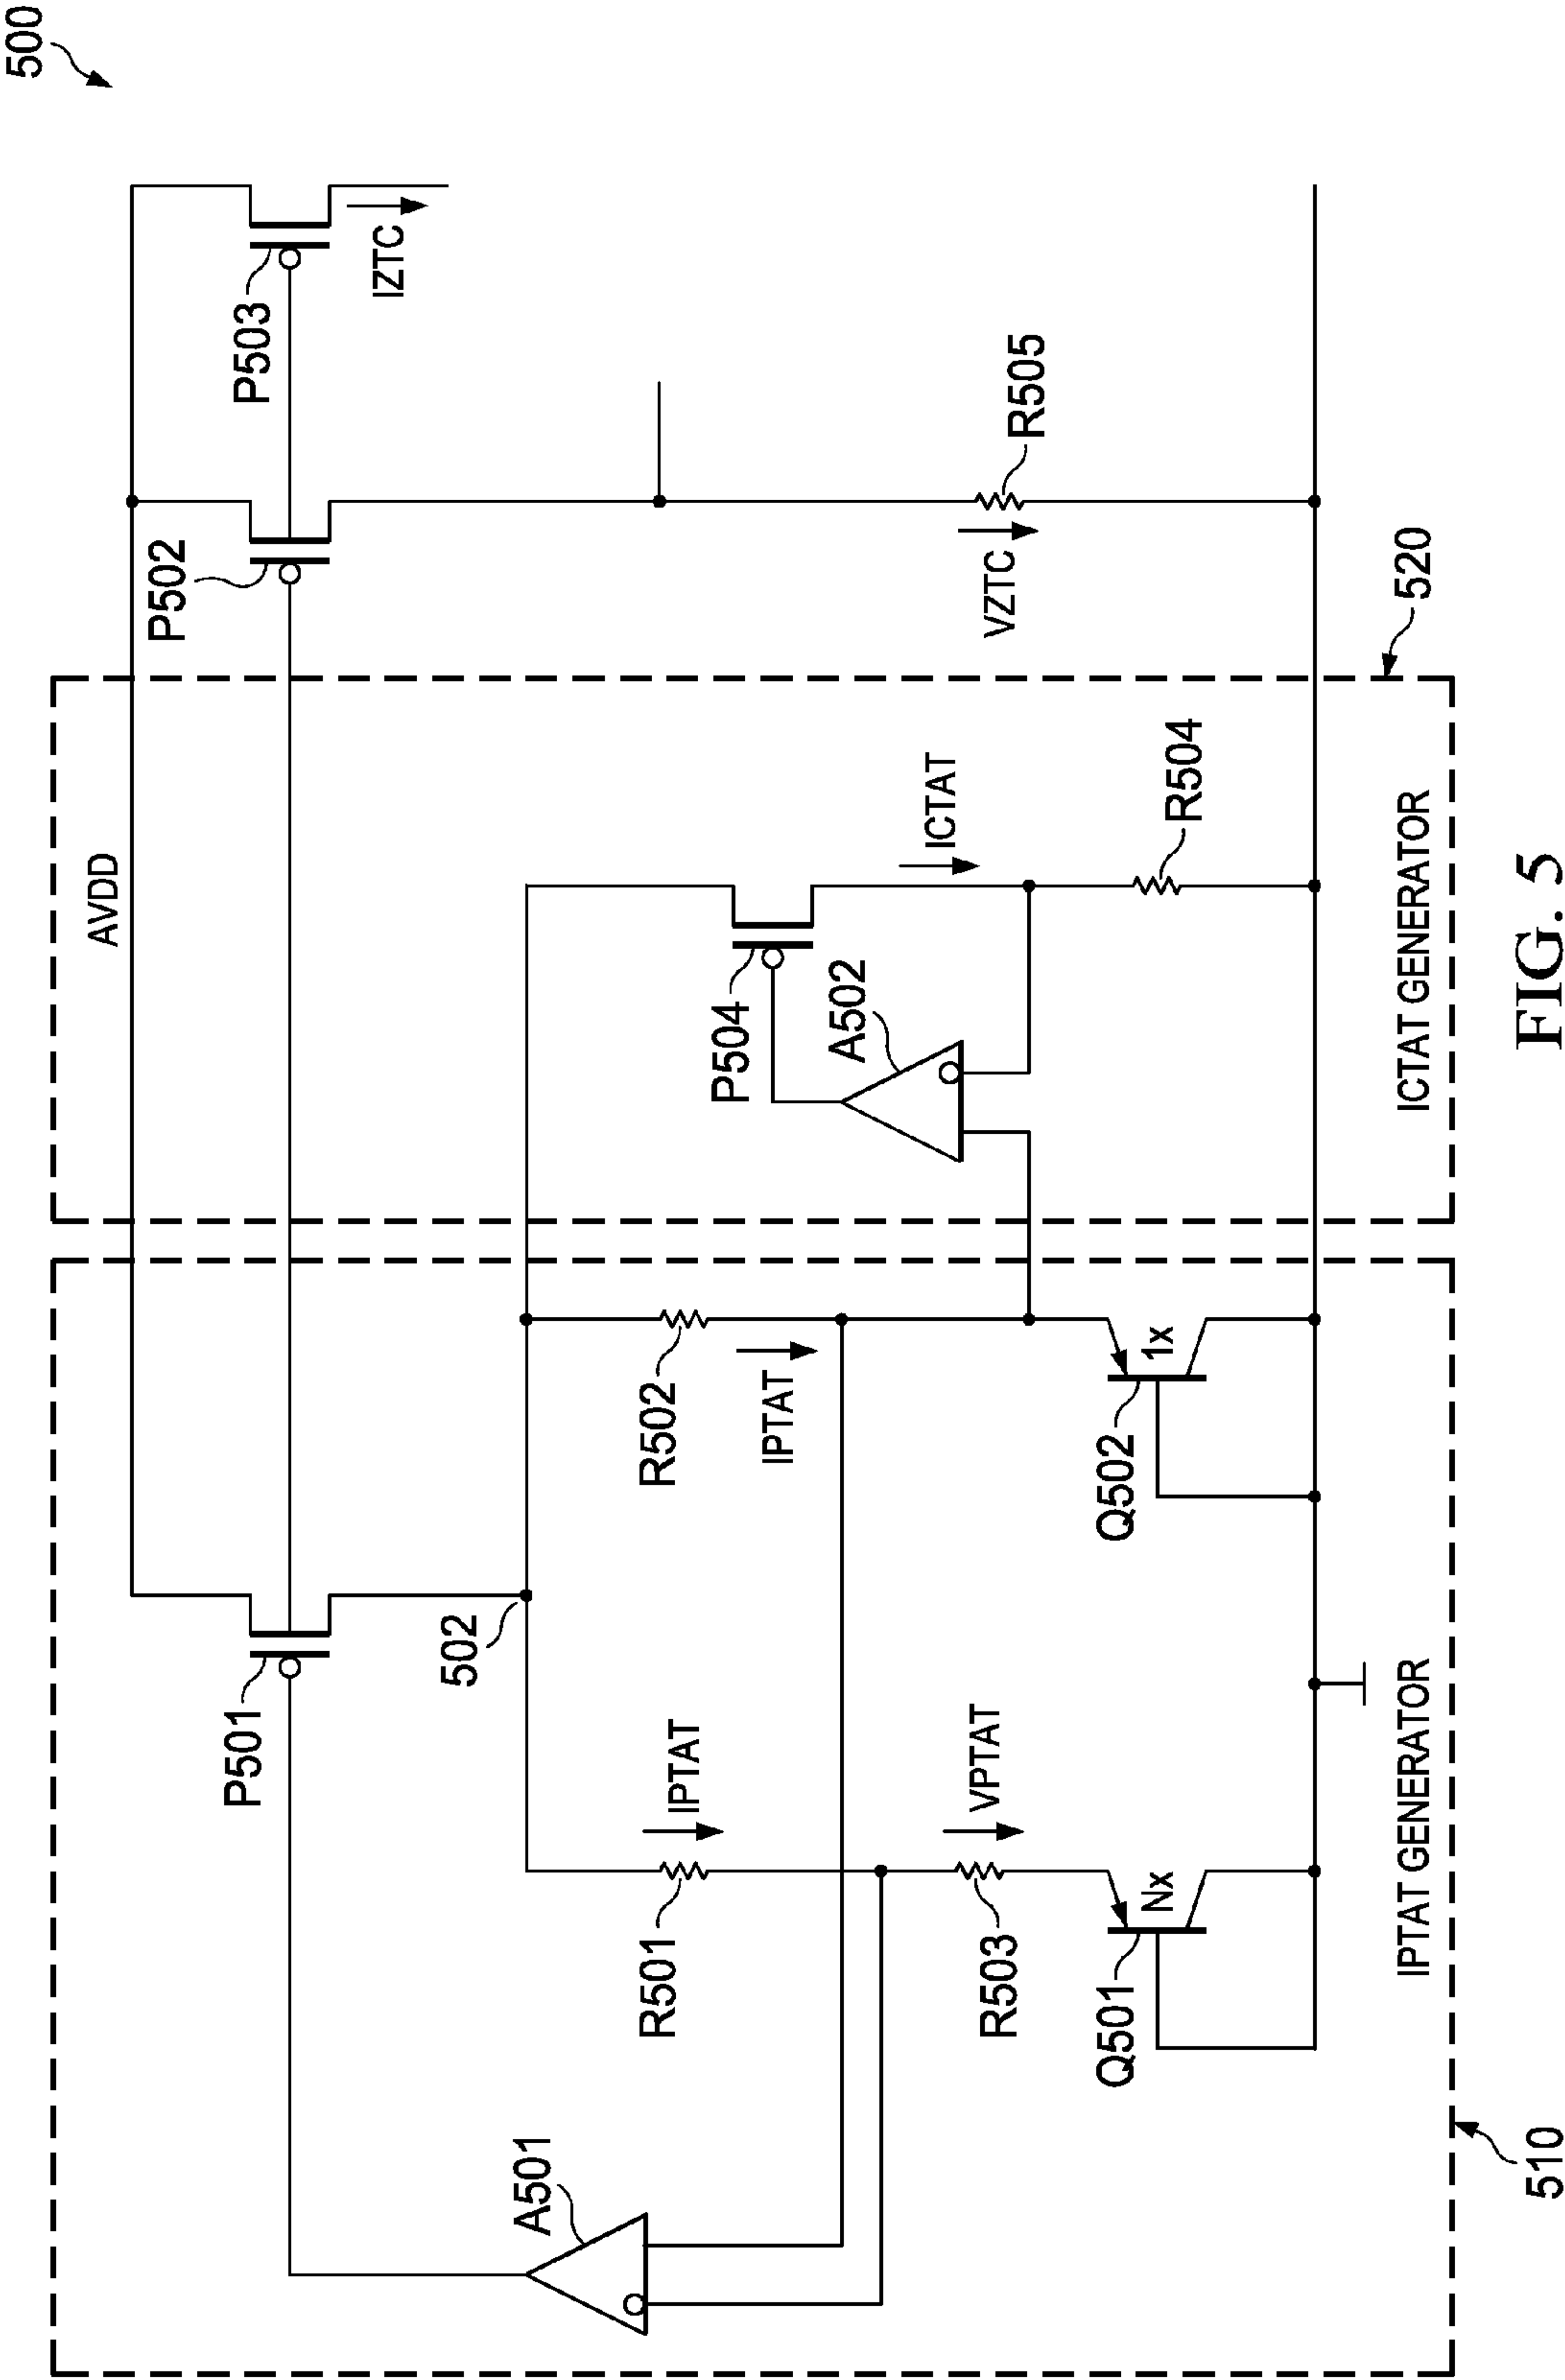 500
AVDD
P501
P502
P503
IZTC
502
R501
IPTAT
R502
IPTAT
A501
P504
A502
ICTAT
R503
VPTAT
VZTC
R505
R504
Q501
Nx
Q502
1x
IPTAT GENERATOR
ICTAT GENERATOR
510
520
FIG. 5